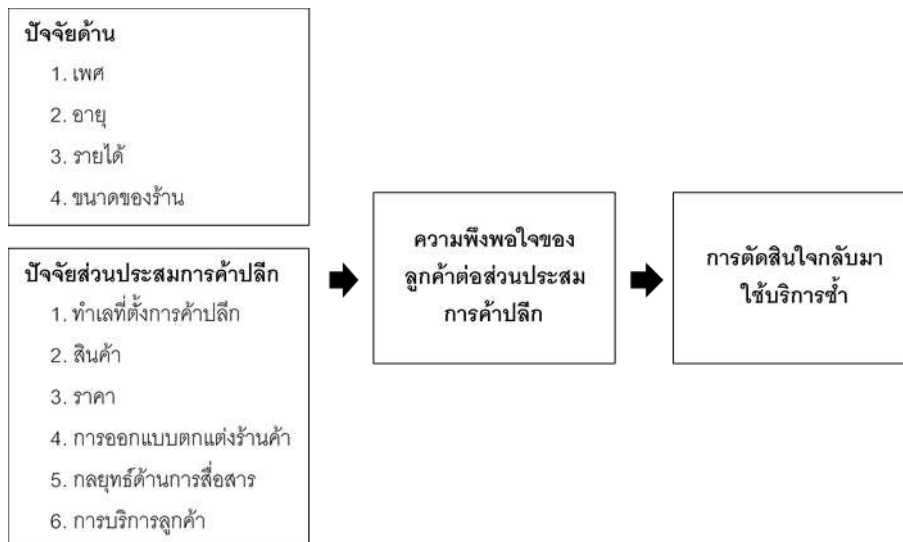 ปัจจัยด้าน
1. เพศ
2. อายุ
3. รายได้
4. ขนาดของร้าน
ปัจจัยส่วนประสมการค้าปลีก
1. ทำเลที่ตั้งการค้าปลีก
2. สินค้า
3. ราคา
4. การออกแบบตกแต่งร้านค้า
5. กลยุทธ์ด้านการสื่อสาร
6. การบริการลูกค้า
ความพึงพอใจของ
ลูกค้าต่อส่วนประสม
การค้าปลีก
การตัดสินใจกลับมา
ใช้บริการซ้ำ